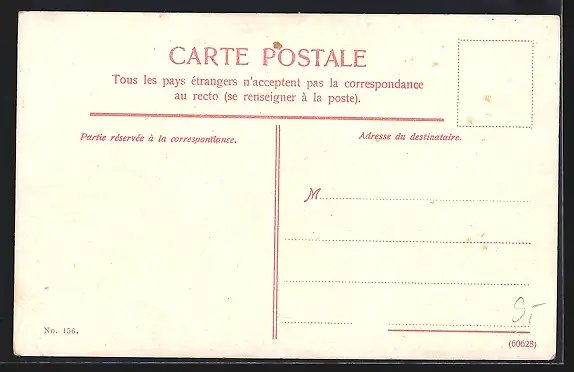 CARTE POSTALE
Tous les pays étrangers n'acceptent pas la correspondance
au recto (se renseigner à la poste).
Partie réservée à la correspondance.
Adresse du destinataire.
M
No. 156.
(60628)